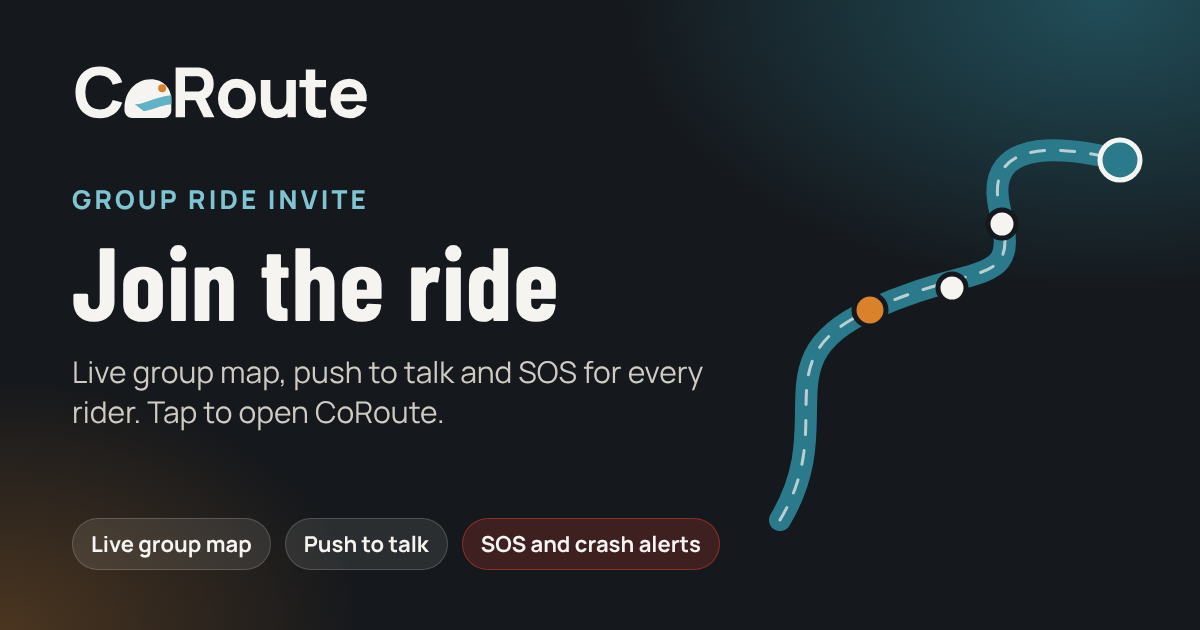 CoRoute
GROUP RIDE INVITE
Join the ride
Live group map, push to talk and SOS for every
rider. Tap to open CoRoute.
Live group map
Push to talk
SOS and crash alerts